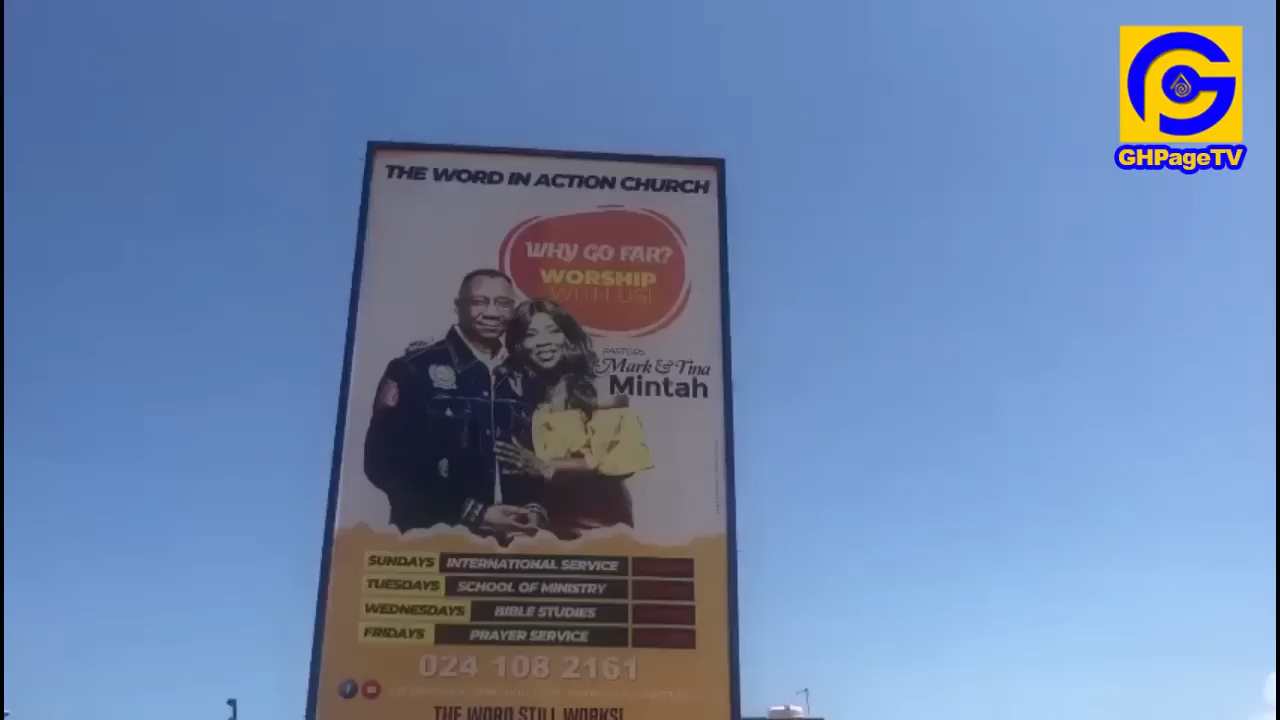 GHPageTV
THE WORD IN ACTION CHURCH
WHY GO FAR?
WORSHIP
WITH US!
PASTORS
Mark & Tina
Mintah
SUNDAYS INTERNATIONAL SERVICE
TUESDAYS SCHOOL OF MINISTRY
WEDNESDAYS BIBLE STUDIES
FRIDAYS PRAYER SERVICE
024 108 2161
THE WORD STILL WORKS!